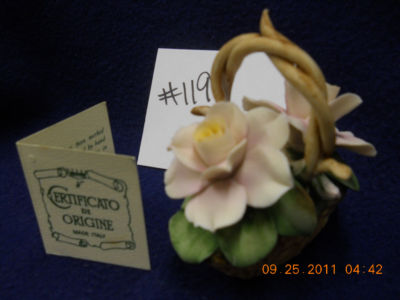 #119
CERTIFICATO
DI
ORIGINE
MADE ITALY
09.25.2011 04:42